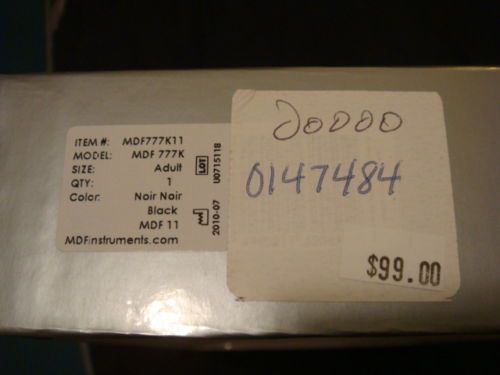 ITEM #: MDF777K11
MODEL: MDF 777K
SIZE: Adult
QTY: 1
Color: Noir Noir
Black
MDF 11
MDFinstruments.com
LOT U0715118
2010-07
20000
0147484
$99.00